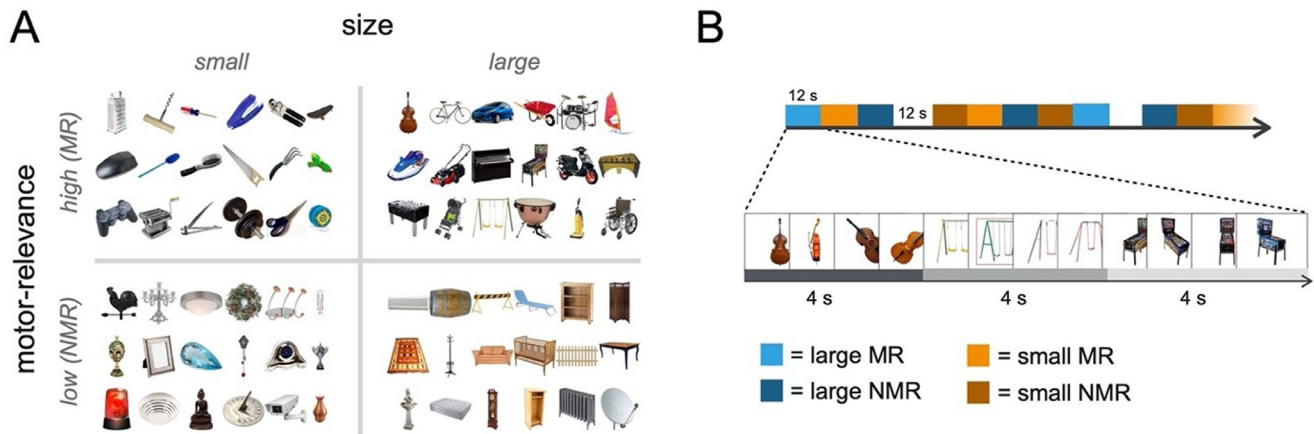 A
size
small
large
motor-relevance
high (MR)
low (NMR)
B
12 s
12 s
4 s
4 s
4 s
= large MR
= small MR
= large NMR
= small NMR